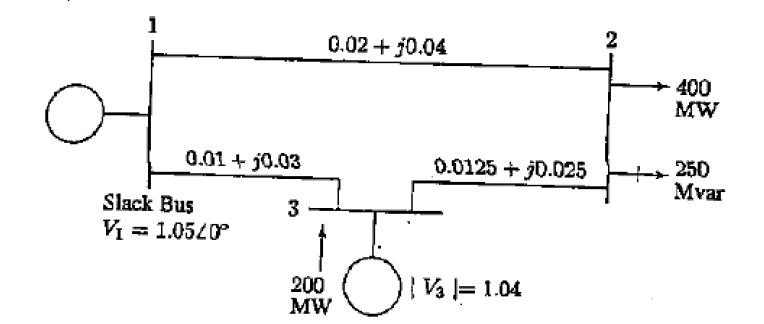 1
0.02 + j0.04
2
400
MW
0.01 + j0.03
0.0125 + j0.025
250
Mvar
Slack Bus
V₁ = 1.05∠0°
3
200
MW
| V₃ |= 1.04